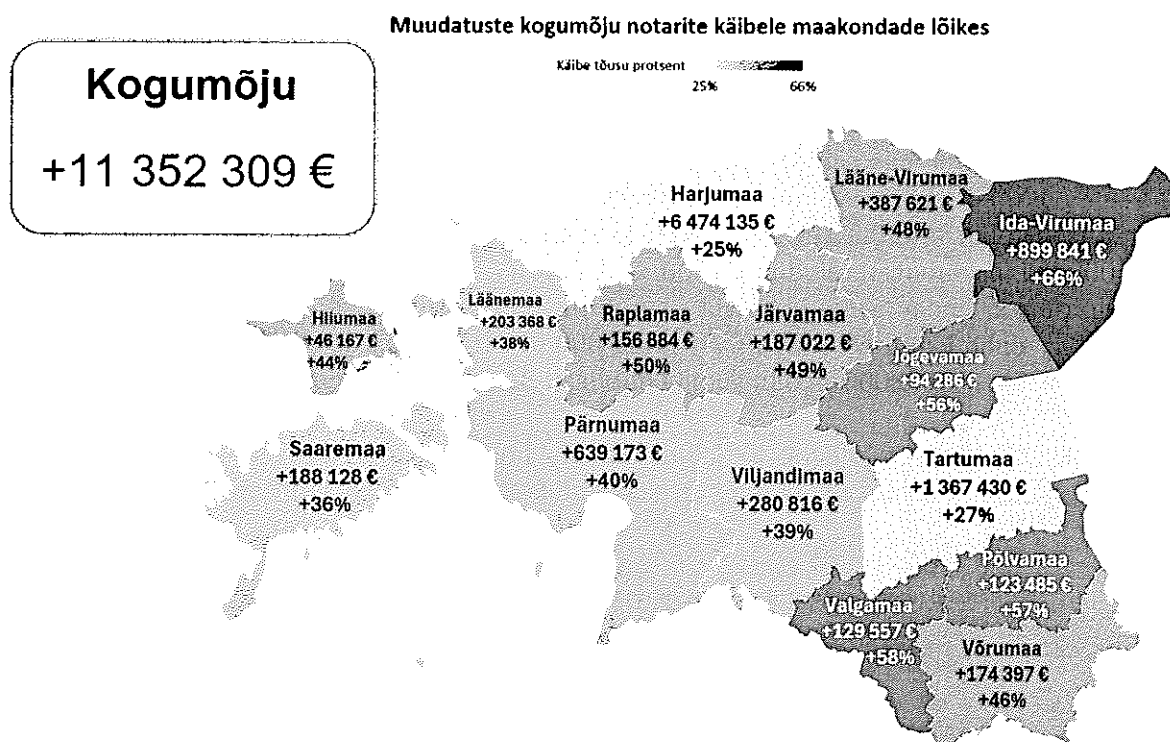 Muudatuste kogumõju notarite käibele maakondade lõikes
Kogumõju
+11 352 309 €
Käibe tõusu protsent
25% 66%
Harjumaa
+6 474 135 €
+25%
Lääne-Virumaa
+387 621 €
+48%
Ida-Virumaa
+899 841 €
+66%
Hiiumaa
+46 167 €
+44%
Läänemaa
+203 368 €
+38%
Raplamaa
+156 884 €
+50%
Järvamaa
+187 022 €
+49%
Jõgevamaa
+94 286 €
+56%
Saaremaa
+188 128 €
+36%
Pärnumaa
+639 173 €
+40%
Viljandimaa
+280 816 €
+39%
Tartumaa
+1 367 430 €
+27%
Põlvamaa
+123 485 €
+57%
Valgamaa
+129 557 €
+58%
Võrumaa
+174 397 €
+46%